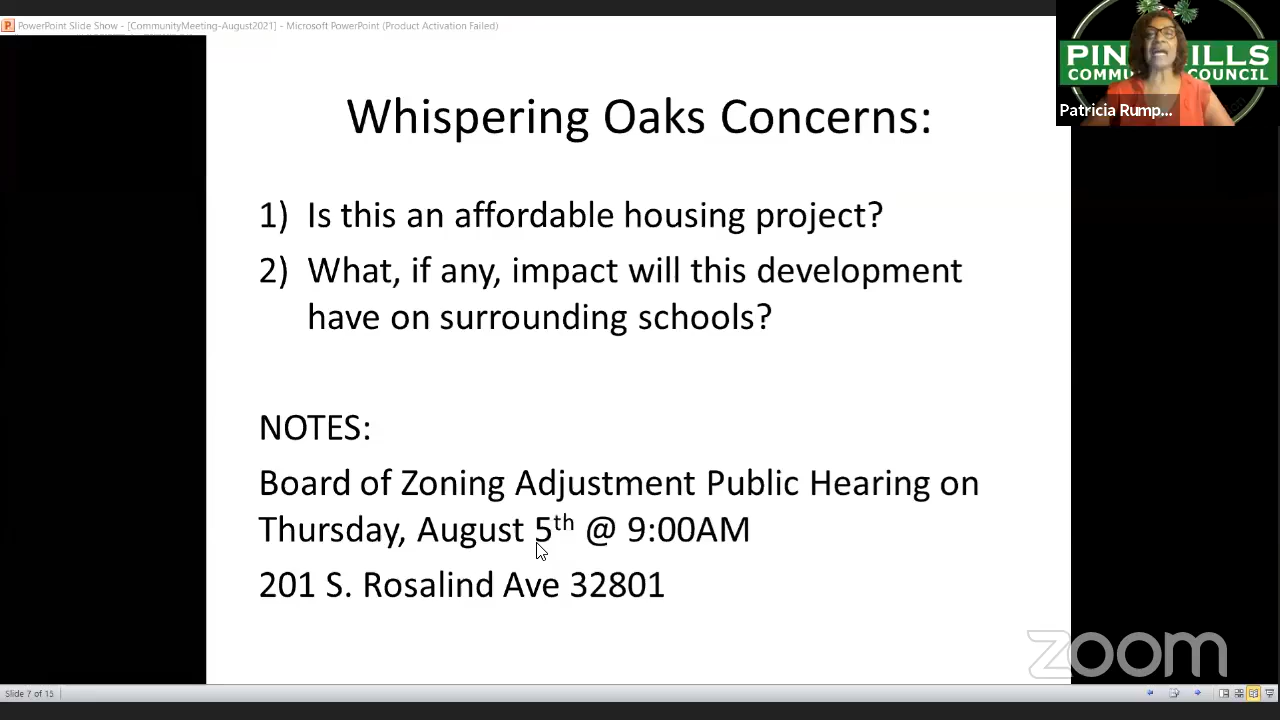 PowerPoint Slide Show - [CommunityMeeting-August2021] - Microsoft PowerPoint (Product Activation Failed)
Whispering Oaks Concerns:
1) Is this an affordable housing project?
2) What, if any, impact will this development
have on surrounding schools?
NOTES:
Board of Zoning Adjustment Public Hearing on
Thursday, August 5th @ 9:00AM
201 S. Rosalind Ave 32801
COUNCIL
Patricia Rump...
zoom
Slide 7 of 15